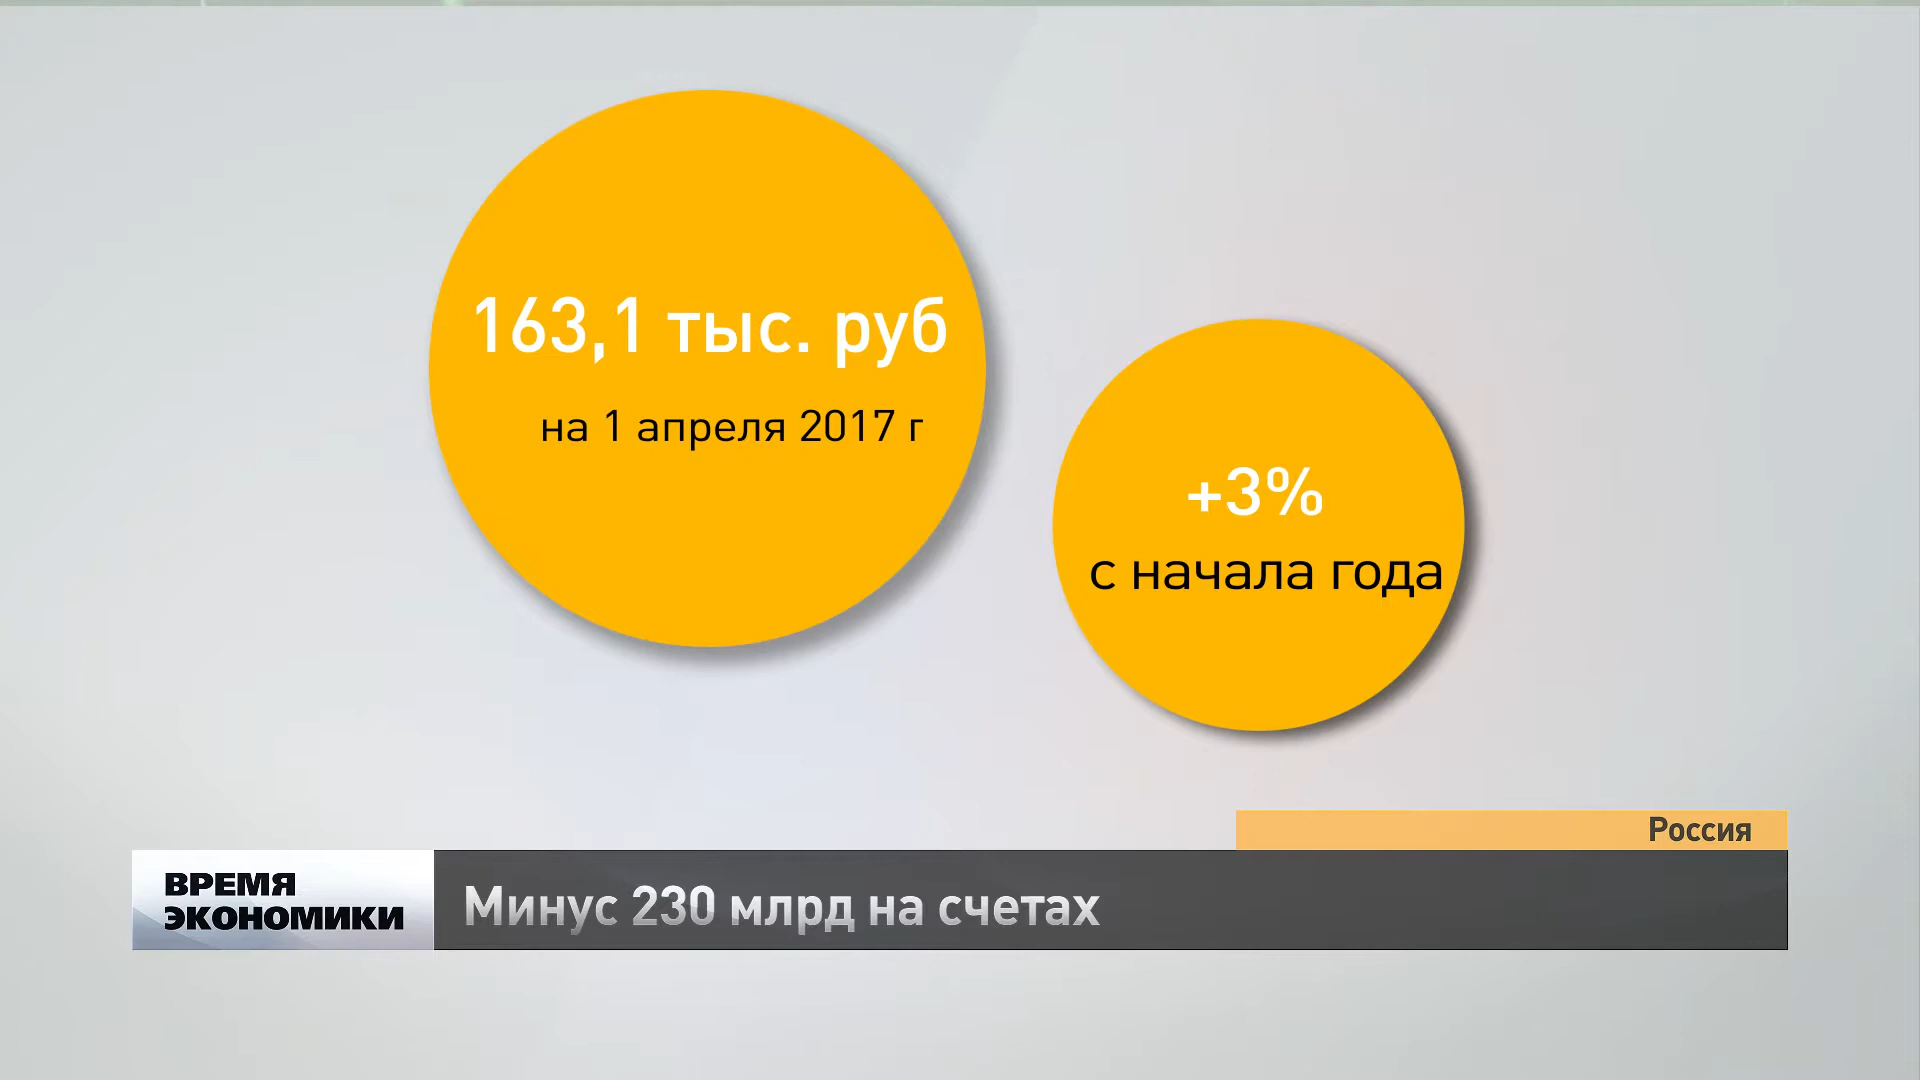 163,1 тыс. руб
на 1 апреля 2017 г
+3%
с начала года
Россия
ВРЕМЯ
ЭКОНОМИКИ
Минус 230 млрд на счетах